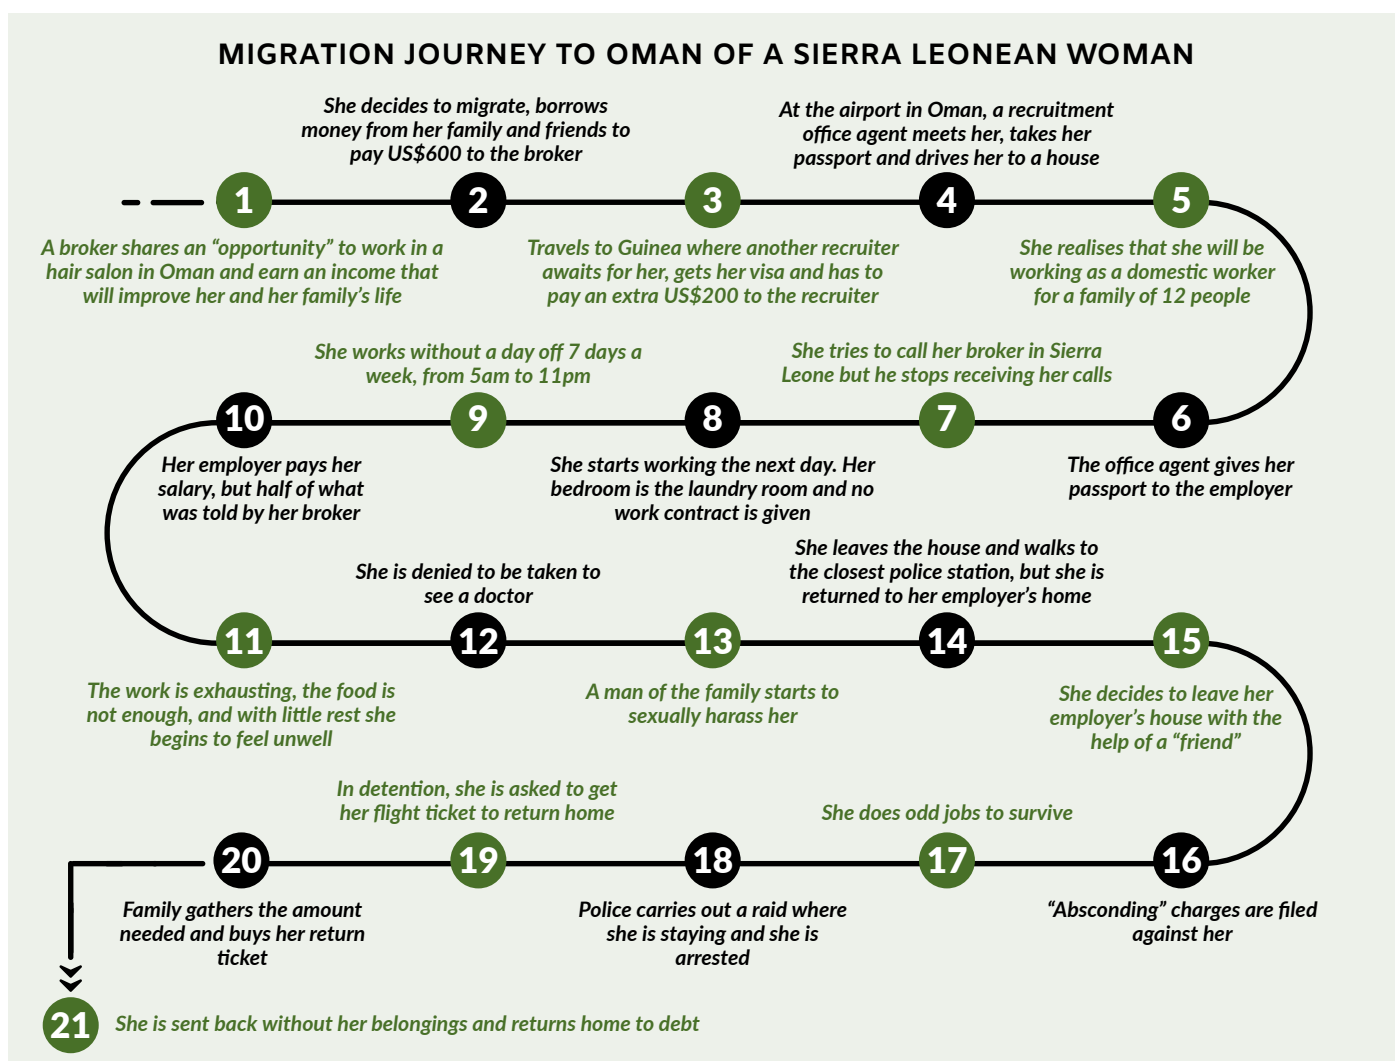 MIGRATION JOURNEY TO OMAN OF A SIERRA LEONEAN WOMAN
1
A broker shares an “opportunity” to work in a
hair salon in Oman and earn an income that
will improve her and her family’s life
She decides to migrate, borrows
money from her family and friends to
pay US$600 to the broker
2
3
Travels to Guinea where another recruiter
awaits for her, gets her visa and has to
pay an extra US$200 to the recruiter
At the airport in Oman, a recruitment
office agent meets her, takes her
passport and drives her to a house
4
5
She realises that she will be
working as a domestic worker
for a family of 12 people
6
The office agent gives her
passport to the employer
She tries to call her broker in Sierra
Leone but he stops receiving her calls
7
8
She starts working the next day. Her
bedroom is the laundry room and no
work contract is given
She works without a day off 7 days a
week, from 5am to 11pm
9
10
Her employer pays her
salary, but half of what
was told by her broker
11
The work is exhausting, the food is
not enough, and with little rest she
begins to feel unwell
She is denied to be taken to
see a doctor
12
13
A man of the family starts to
sexually harass her
She leaves the house and walks to
the closest police station, but she is
returned to her employer’s home
14
15
She decides to leave her
employer’s house with the
help of a “friend”
16
“Absconding” charges are filed
against her
She does odd jobs to survive
17
18
Police carries out a raid where
she is staying and she is
arrested
In detention, she is asked to get
her flight ticket to return home
19
20
Family gathers the amount
needed and buys her return
ticket
21
She is sent back without her belongings and returns home to debt